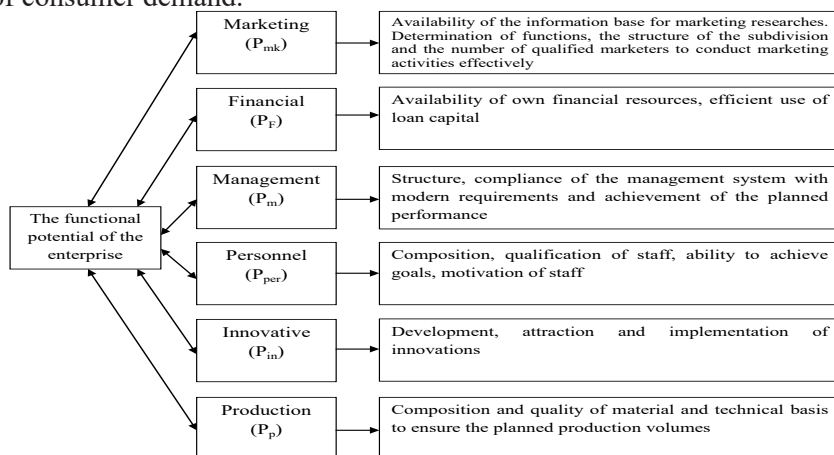 of consumer demand.
Marketing
(Pmk)
Availability of the information base for marketing researches.
Determination of functions, the structure of the subdivision
and the number of qualified marketers to conduct marketing
activities effectively
Financial
(PF)
Availability of own financial resources, efficient use of
loan capital
Management
(Pm)
Structure, compliance of the management system with
modern requirements and achievement of the planned
performance
The functional
potential of the
enterprise
Personnel
(Pper)
Composition, qualification of staff, ability to achieve
goals, motivation of staff
Innovative
(Pin)
Development, attraction and implementation of
innovations
Production
(Pp)
Composition and quality of material and technical basis
to ensure the planned production volumes